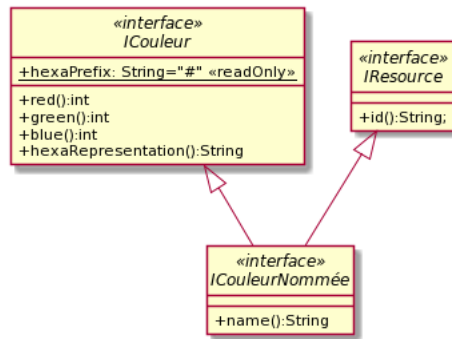 «interface»
ICouleur
+hexaPrefix: String="#" «readOnly»
+red():int
+green():int
+blue():int
+hexaRepresentation():String
«interface»
IResource
+id():String;
«interface»
ICouleurNommée
+name():String